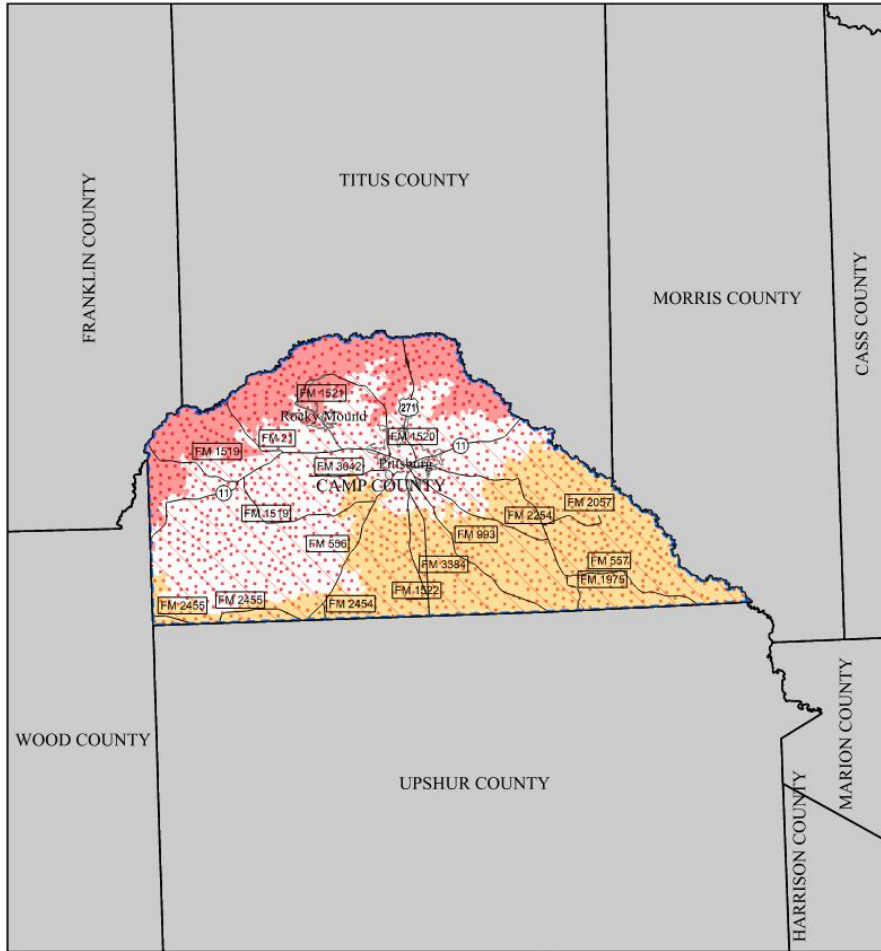 TITUS COUNTY
FRANKLIN COUNTY
MORRIS COUNTY
CASS COUNTY
FM 1521
Rocky Mound
271
FM 21
FM 1520
11
FM 1519
FM 3042
Pittsburg
CAMP COUNTY
11
FM 1519
FM 2057
FM 2254
FM 556
FM 993
FM 3384
FM 557
FM 1975
FM 1522
FM 2455
FM 2455
FM 2454
WOOD COUNTY
UPSHUR COUNTY
MARION COUNTY
HARRISON COUNTY